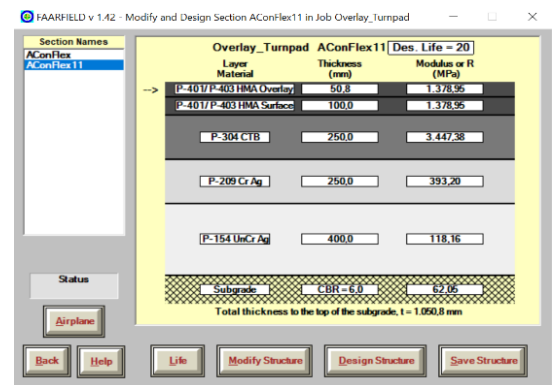 FAARFIELD v 1.42 - Modify and Design Section AConFlex11 in Job Overlay_Turnpad
Section Names
AConFlex
AConFlex11
Overlay_Turnpad AConFlex11 Des. Life = 20
Layer Material Thickness (mm) Modulus or R (MPa)
--> P-401/ P-403 HMA Overlay 50,8 1.378,95
P-401/ P-403 HMA Surface 100,0 1.378,95
P-304 CTB 250,0 3.447,38
P-209 Cr Ag 250,0 393,20
P-154 UnCr Ag 400,0 118,16
Subgrade CBR = 6,0 62,05
Total thickness to the top of the subgrade, t = 1.050,8 mm
Status
Airplane
Back Help Life Modify Structure Design Structure Save Structure